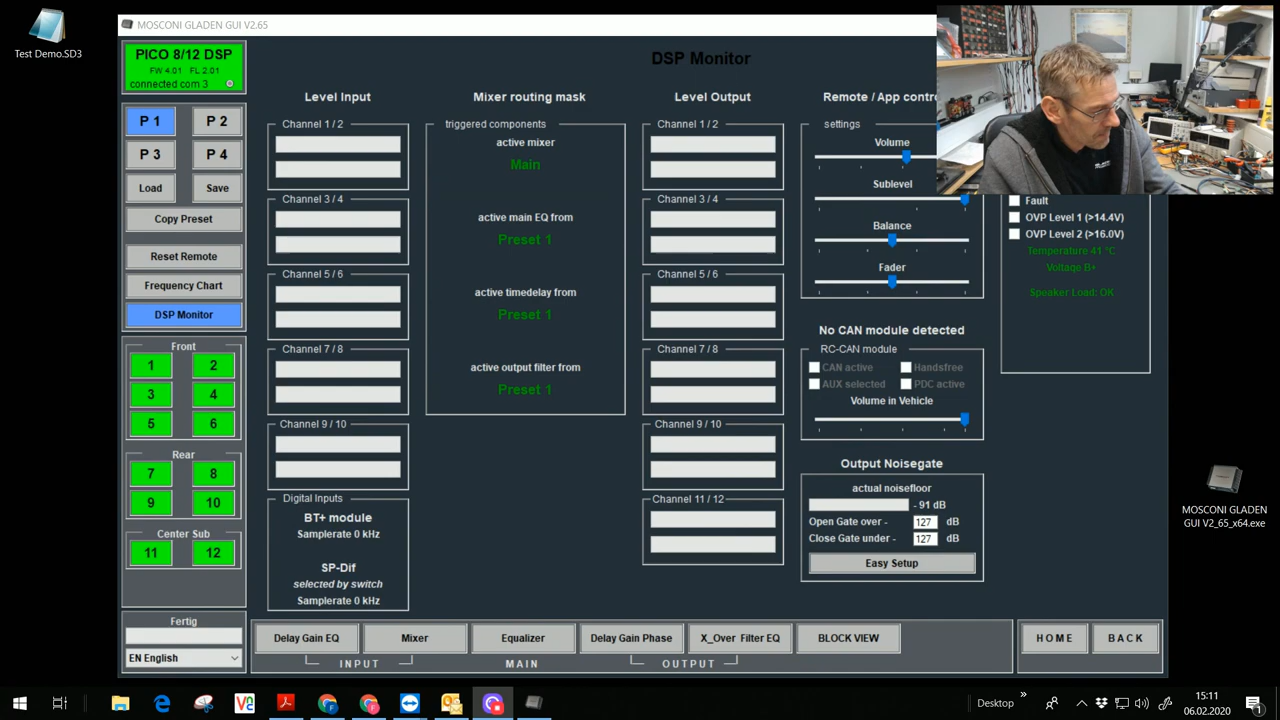 Test Demo.SD3
MOSCONI GLADEN GUI V2.65
PICO 8/12 DSP
FW 4.01 FL 2.01
connected com 3
P 1
P 2
P 3
P 4
Load
Save
Copy Preset
Reset Remote
Frequency Chart
DSP Monitor
Front
1
2
3
4
5
6
Rear
7
8
9
10
Center Sub
11
12
Fertig
EN English
DSP Monitor
Level Input
Channel 1 / 2
Channel 3 / 4
Channel 5 / 6
Channel 7 / 8
Channel 9 / 10
Digital Inputs
BT+ module
Samplerate 0 kHz
SP-Dif
selected by switch
Samplerate 0 kHz
Mixer routing mask
triggered components
active mixer
Main
active main EQ from
Preset 1
active timedelay from
Preset 1
active output filter from
Preset 1
Level Output
Channel 1 / 2
Channel 3 / 4
Channel 5 / 6
Channel 7 / 8
Channel 9 / 10
Channel 11 / 12
Remote / App
settings
Volume
Sublevel
Balance
Fader
No CAN module detected
RC-CAN module
CAN active
Handsfree
AUX selected
PDC active
Volume in Vehicle
Output Noisegate
actual noisefloor
- 91 dB
Open Gate over - 127 dB
Close Gate under - 127 dB
Easy Setup
Fault
OVP Level 1 (>14.4V)
OVP Level 2 (>16.0V)
Temperature 41 °C
Voltage B+
Speaker Load: OK
Delay Gain EQ
Mixer
Equalizer
Delay Gain Phase
X_Over Filter EQ
BLOCK VIEW
H O M E
B A C K
INPUT
MAIN
OUTPUT
MOSCONI GLADEN
GUI V2_65_x64.exe
Desktop
»
15:11
06.02.2020
1